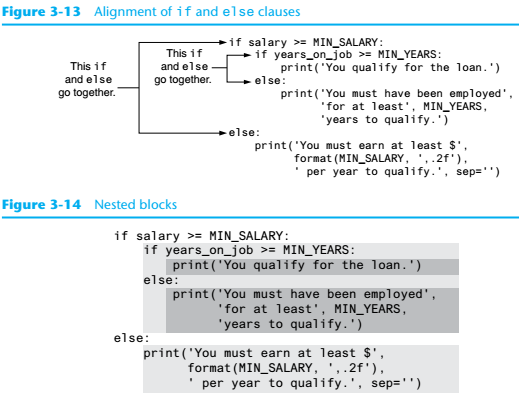 Figure 3-13 Alignment of if and else clauses
This if
and else
go together.
This if
and else
go together.
if salary >= MIN_SALARY:
    if years_on_job >= MIN_YEARS:
        print('You qualify for the loan.')
    else:
        print('You must have been employed',
              'for at least', MIN_YEARS,
              'years to qualify.')
else:
    print('You must earn at least $',
          format(MIN_SALARY, ',.2f'),
          ' per year to qualify.', sep='')
Figure 3-14 Nested blocks
if salary >= MIN_SALARY:
    if years_on_job >= MIN_YEARS:
        print('You qualify for the loan.')
    else:
        print('You must have been employed',
              'for at least', MIN_YEARS,
              'years to qualify.')
else:
    print('You must earn at least $',
          format(MIN_SALARY, ',.2f'),
          ' per year to qualify.', sep='')